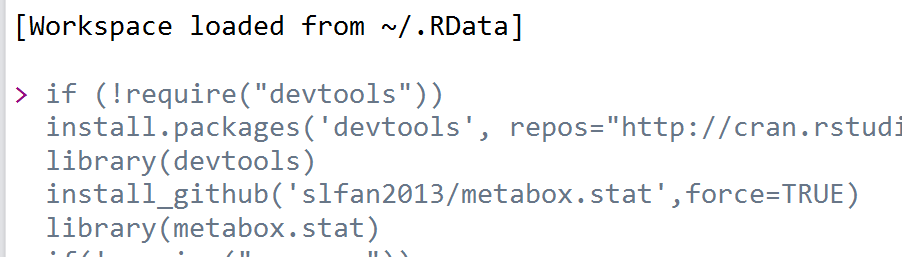 [Workspace loaded from ~/.RData]
> if (!require("devtools"))
install.packages('devtools', repos="http://cran.rstudi
library(devtools)
install_github('slfan2013/metabox.stat',force=TRUE)
library(metabox.stat)